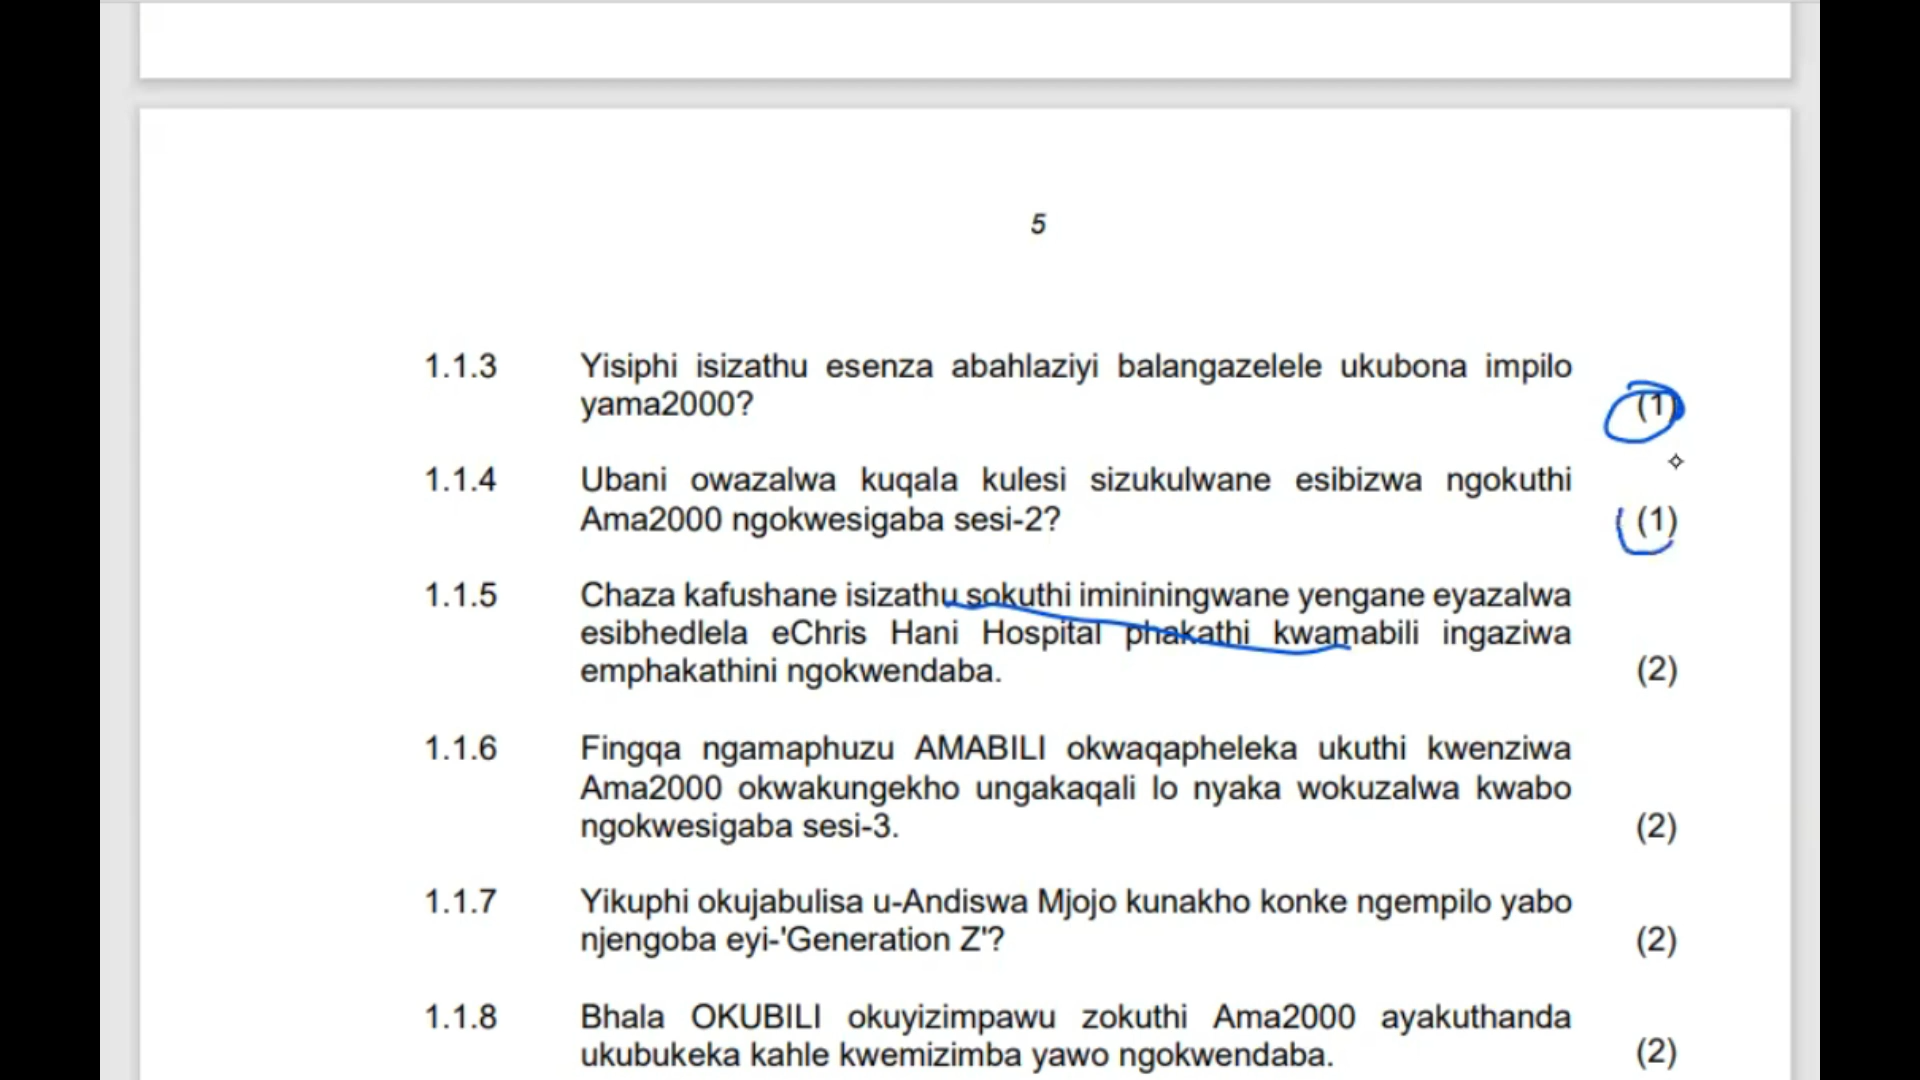 5
1.1.3 Yisiphi isizathu esenza abahlaziyi balangazelele ukubona impilo
yama2000? (1)
1.1.4 Ubani owazalwa kuqala kulesi sizukulwane esibizwa ngokuthi
Ama2000 ngokwesigaba sesi-2? (1)
1.1.5 Chaza kafushane isizathu sokuthi imininingwane yengane eyazalwa
esibhedlela eChris Hani Hospital phakathi kwamabili ingaziwa
emphakathini ngokwendaba. (2)
1.1.6 Fingqa ngamaphuzu AMABILI okwaqapheleka ukuthi kwenziwa
Ama2000 okwakungekho ungakaqali lo nyaka wokuzalwa kwabo
ngokwesigaba sesi-3. (2)
1.1.7 Yikuphi okujabulisa u-Andiswa Mjojo kunakho konke ngempilo yabo
njengoba eyi-'Generation Z'? (2)
1.1.8 Bhala OKUBILI okuyizimpawu zokuthi Ama2000 ayakuthanda
ukubukeka kahle kwemizimba yawo ngokwendaba. (2)